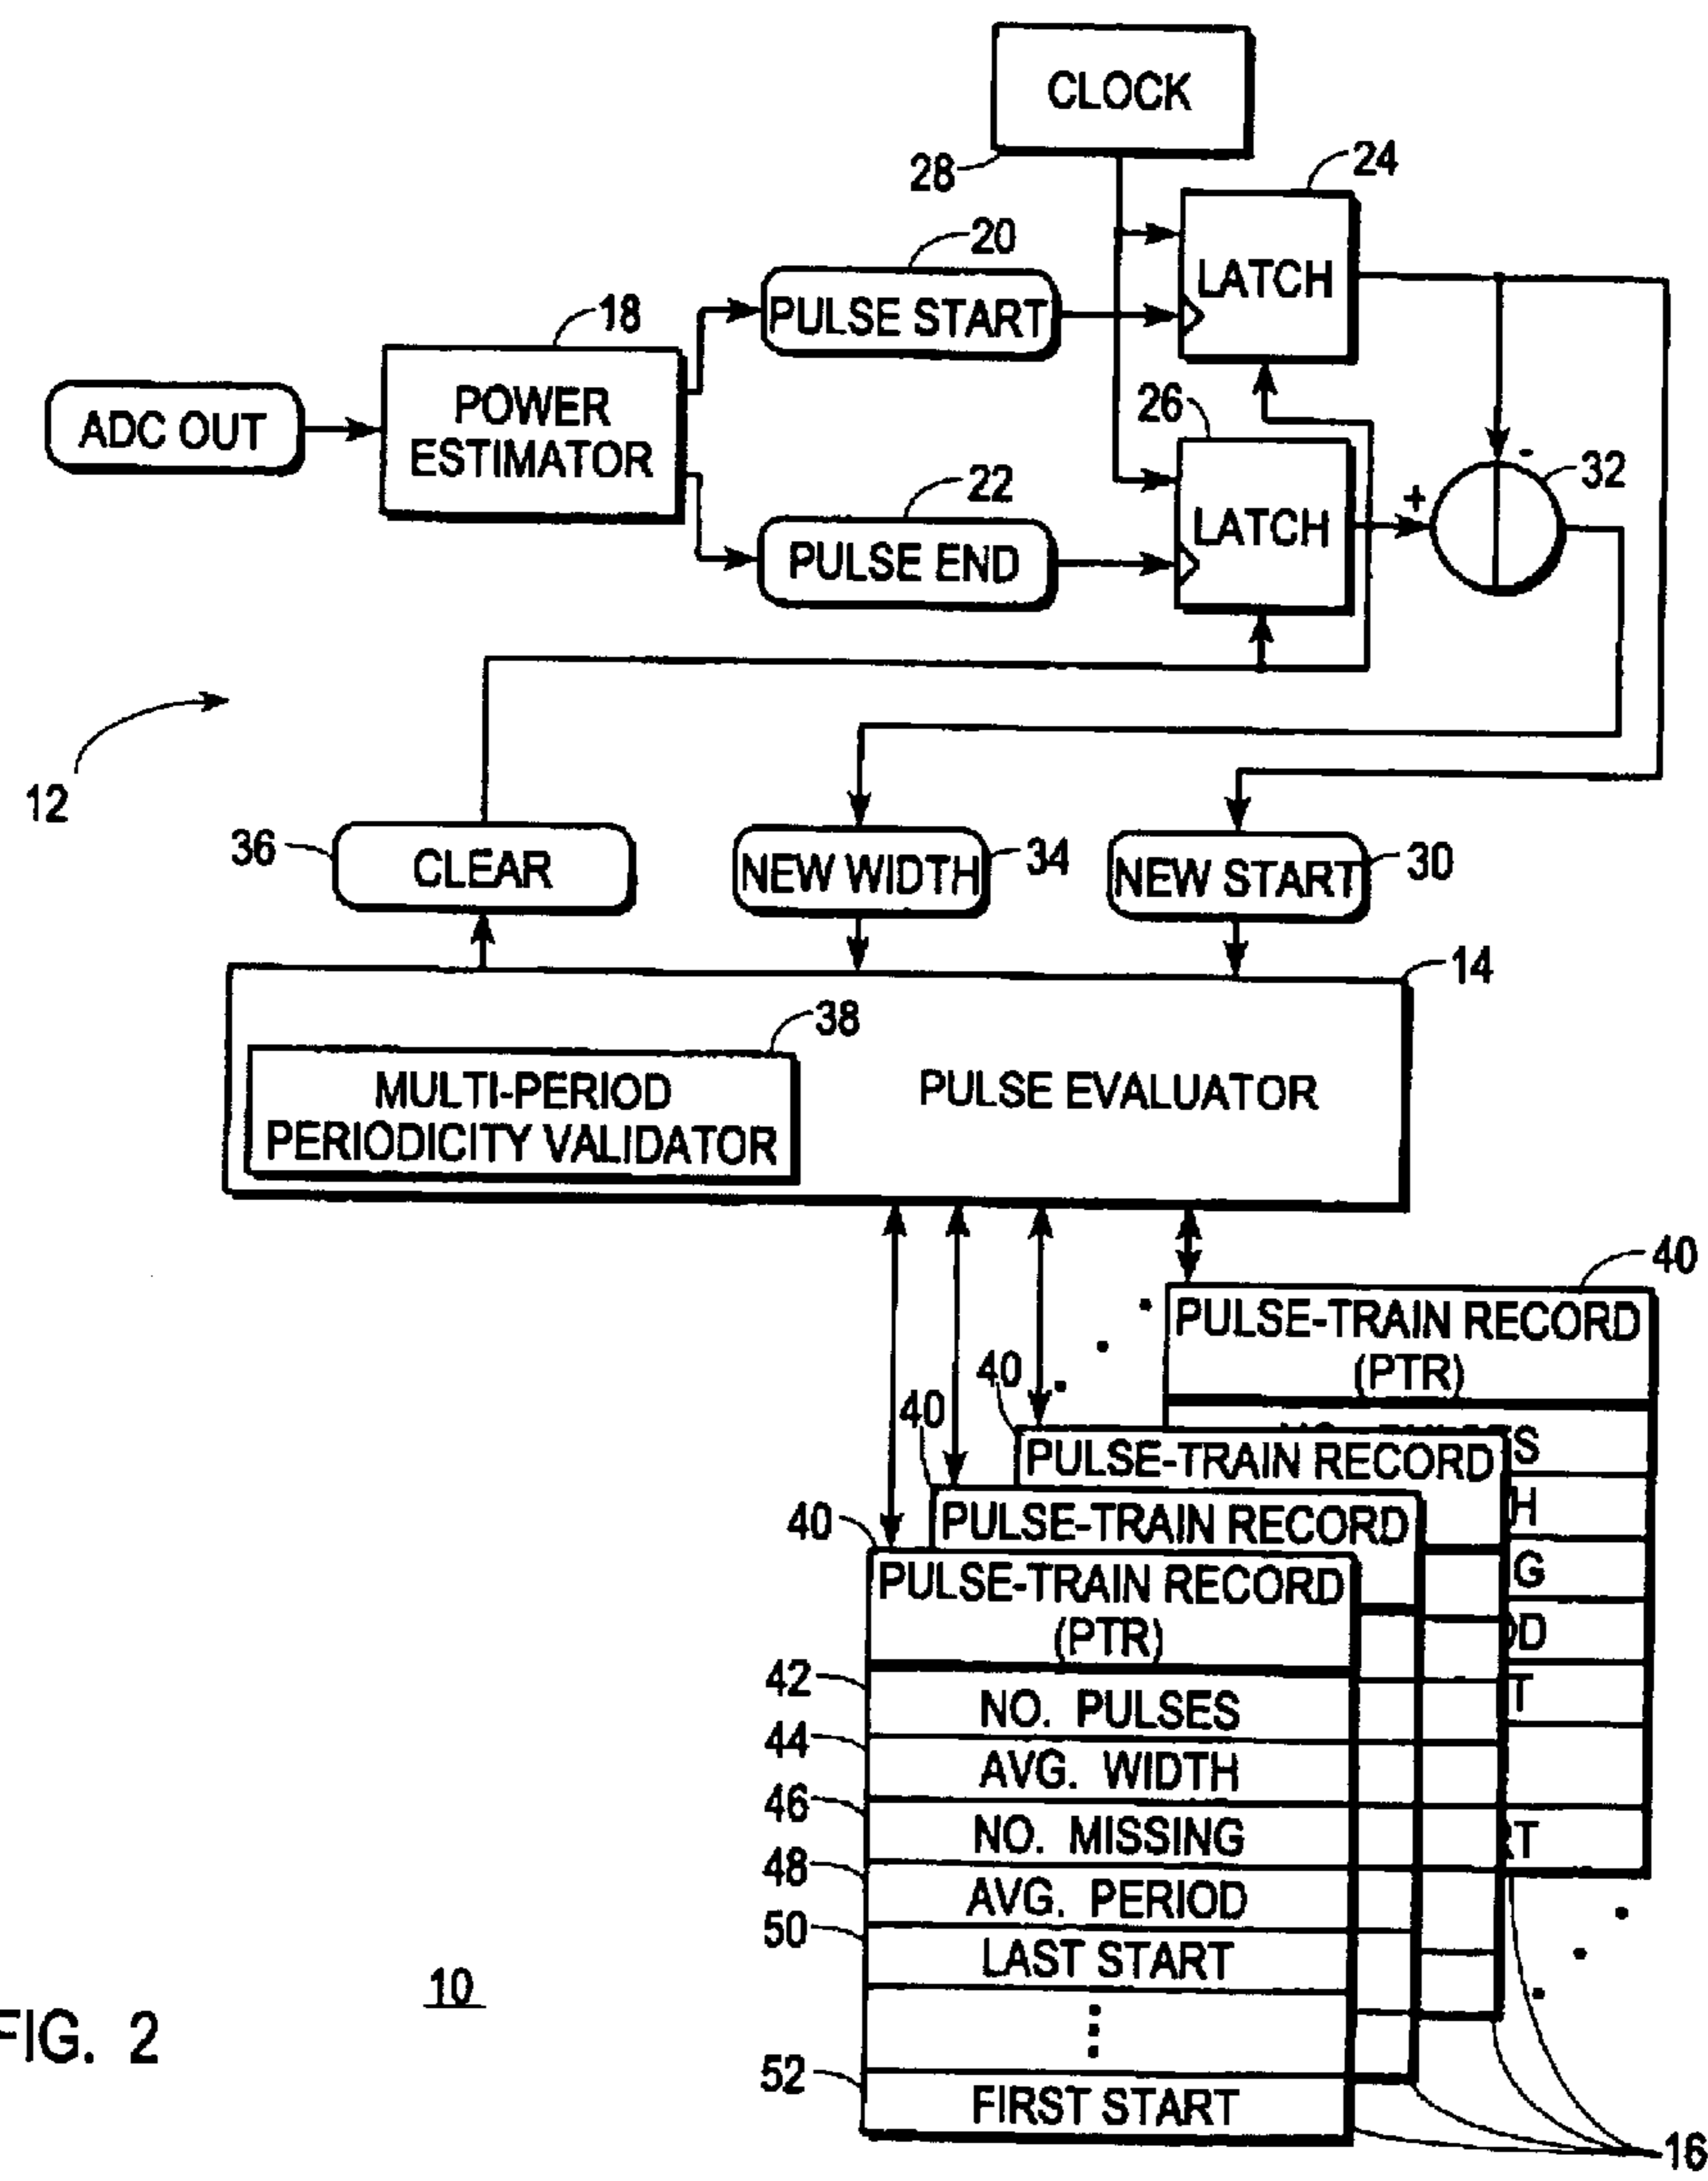 CLOCK
28
24
20
LATCH
PULSE START
18
ADC OUT
POWER
ESTIMATOR
26
-
32
+
22
LATCH
PULSE END
12
36
CLEAR
NEW WIDTH
34
NEW START
30
14
38
MULTI-PERIOD
PERIODICITY VALIDATOR
PULSE EVALUATOR
40
PULSE-TRAIN RECORD
(PTR)
S
H
G
D
T
T
40
PULSE-TRAIN RECORD
40
PULSE-TRAIN RECORD
40
PULSE-TRAIN RECORD
(PTR)
42
NO. PULSES
44
AVG. WIDTH
46
NO. MISSING
48
AVG. PERIOD
50
LAST START
52
FIRST START
16
10
FIG. 2